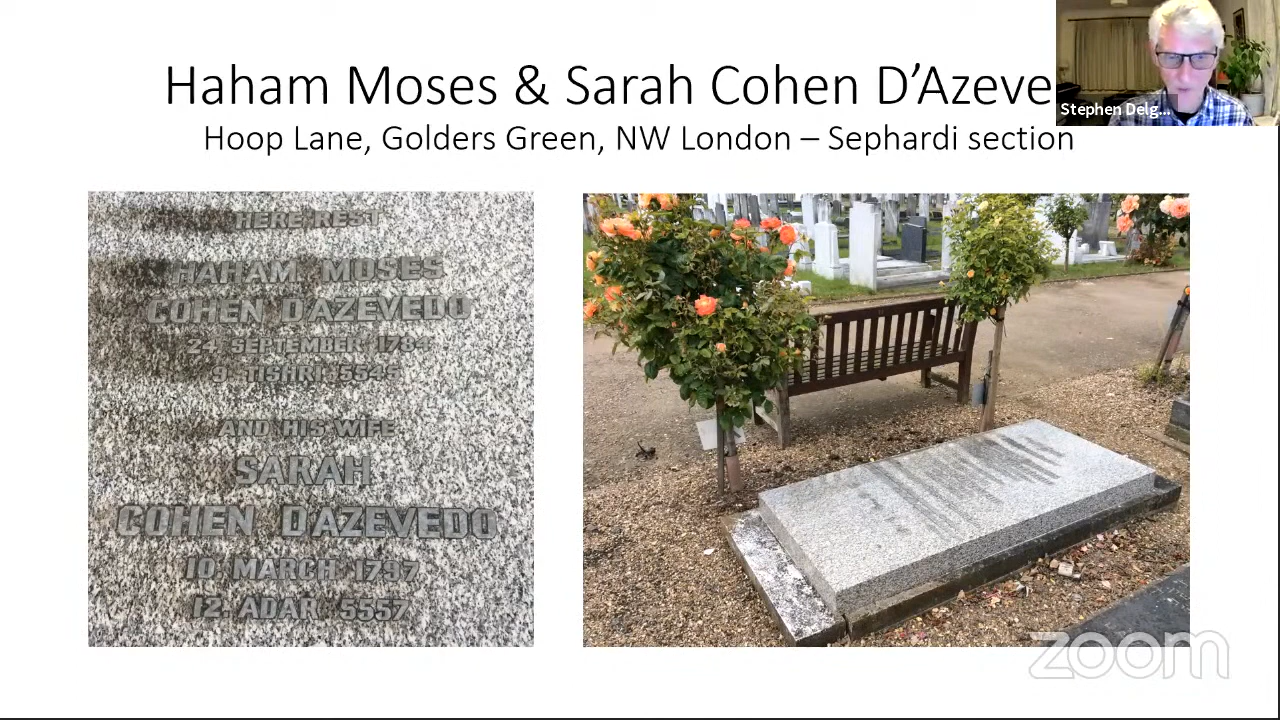 Haham Moses & Sarah Cohen D’Azeve
Hoop Lane, Golders Green, NW London – Sephardi section
Stephen Delg...
HERE REST
HAHAM MOSES
COHEN D'AZEVEDO
24 SEPTEMBER 1784
9 TISHRI 5545
AND HIS WIFE
SARAH
COHEN D'AZEVEDO
10 MARCH 1797
12 ADAR 5557
zoom